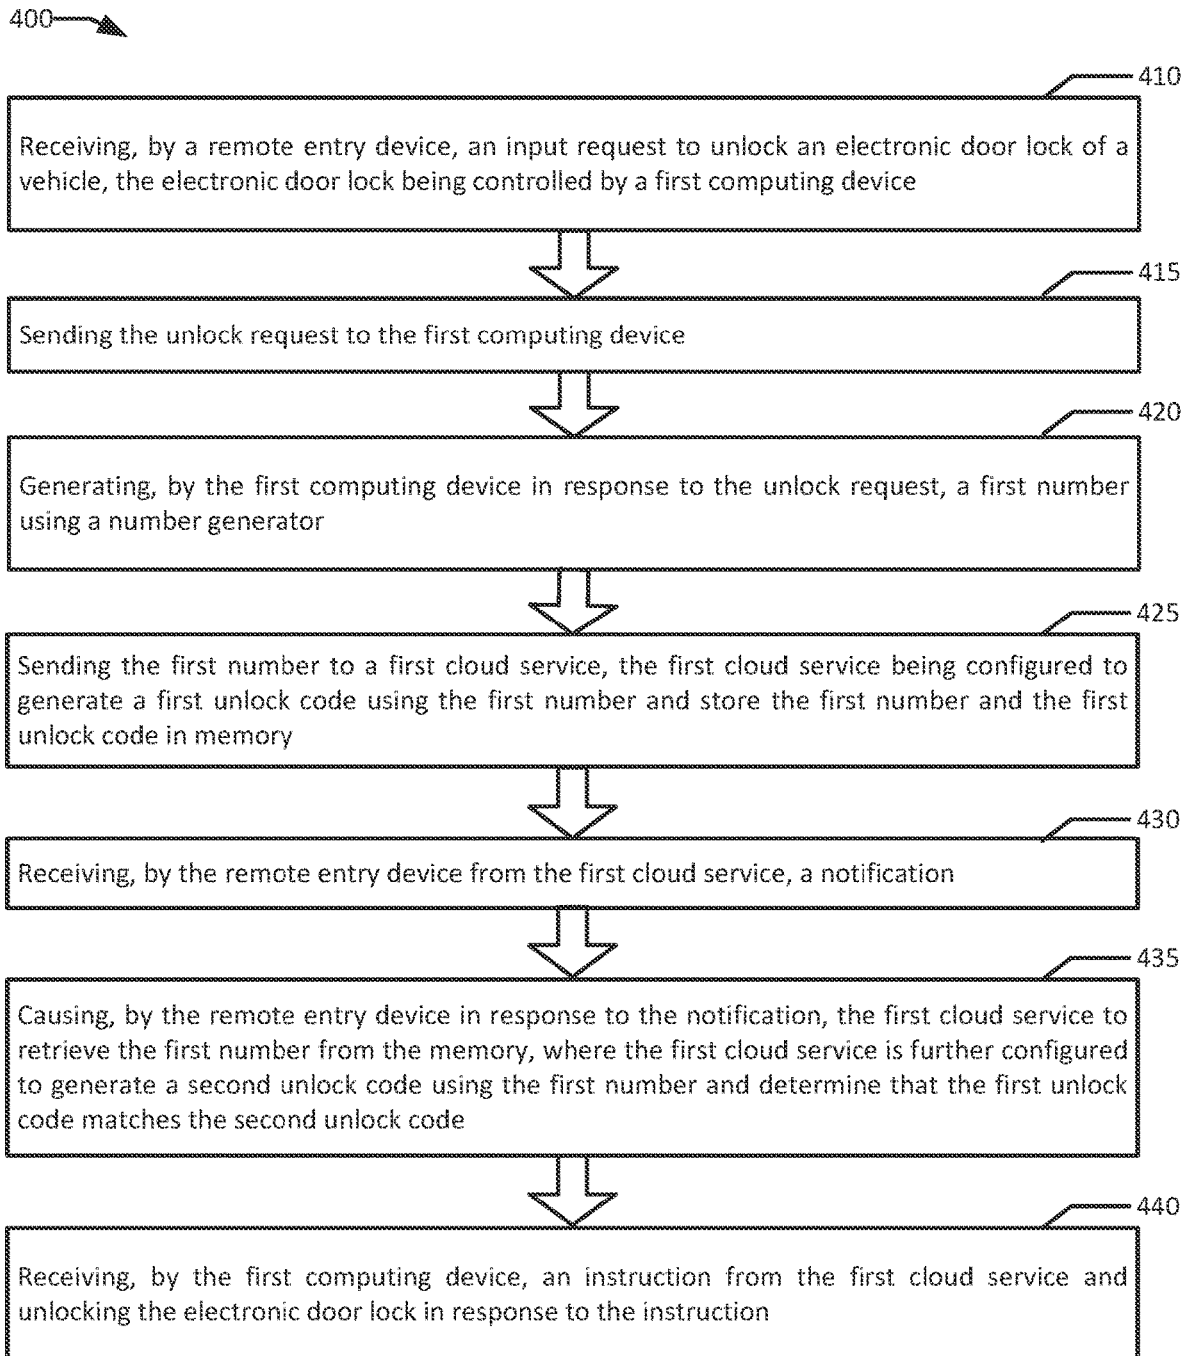 400
410
Receiving, by a remote entry device, an input request to unlock an electronic door lock of a
vehicle, the electronic door lock being controlled by a first computing device
415
Sending the unlock request to the first computing device
420
Generating, by the first computing device in response to the unlock request, a first number
using a number generator
425
Sending the first number to a first cloud service, the first cloud service being configured to
generate a first unlock code using the first number and store the first number and the first
unlock code in memory
430
Receiving, by the remote entry device from the first cloud service, a notification
435
Causing, by the remote entry device in response to the notification, the first cloud service to
retrieve the first number from the memory, where the first cloud service is further configured
to generate a second unlock code using the first number and determine that the first unlock
code matches the second unlock code
440
Receiving, by the first computing device, an instruction from the first cloud service and
unlocking the electronic door lock in response to the instruction